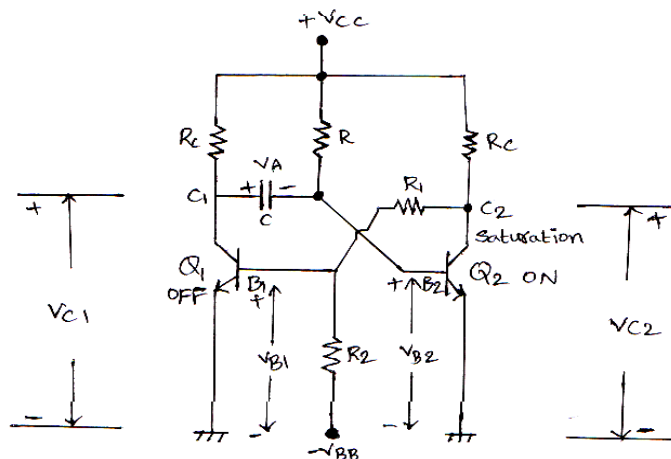 +VCC
RC
R
RC
VA
+
-
C1
C
R1
C2
Saturation
+
+
Q1
OFF
B1
+
+
B2
Q2 ON
VC1
VB1
R2
VB2
VC2
-
-
-
-
-VBB